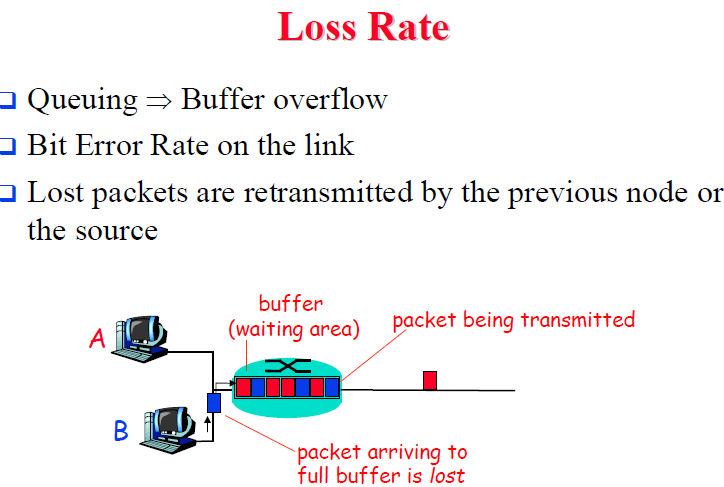 Loss Rate
Queuing ⇒ Buffer overflow
Bit Error Rate on the link
Lost packets are retransmitted by the previous node or
the source
buffer
(waiting area)
packet being transmitted
A
B
packet arriving to
full buffer is lost